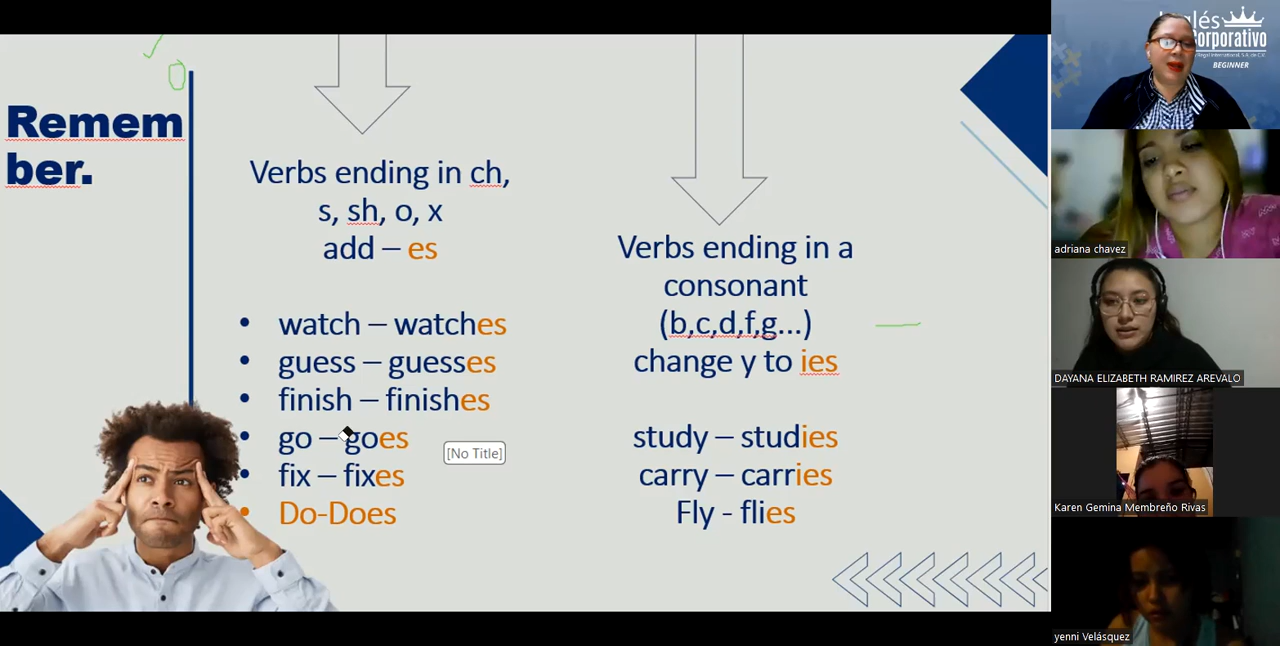 Remem
ber.
Verbs ending in ch,
s, sh, o, x
add – es
• watch – watches
• guess – guesses
• finish – finishes
• go – goes
• fix – fixes
• Do-Does
[No Title]
Verbs ending in a
consonant
(b,c,d,f,g...)
change y to ies
study – studies
carry – carries
Fly - flies
Inglés
Corporativo
BEGINNER
adriana chavez
DAYANA ELIZABETH RAMIREZ AREVALO
Karen Gemina Membreño Rivas
yenni Velásquez